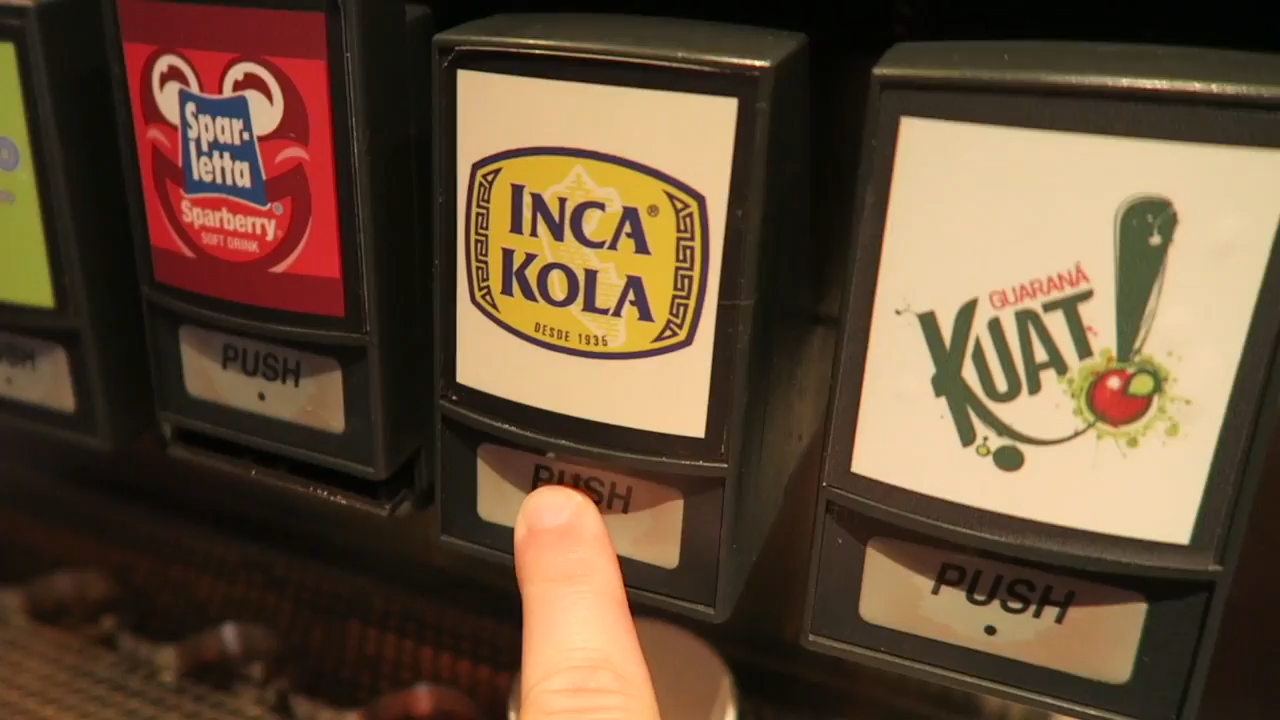 Spar-
letta
Sparberry®
SOFT DRINK
PUSH
INCA®
KOLA
DESDE 1935
PUSH
GUARANÁ
KUAT!
PUSH